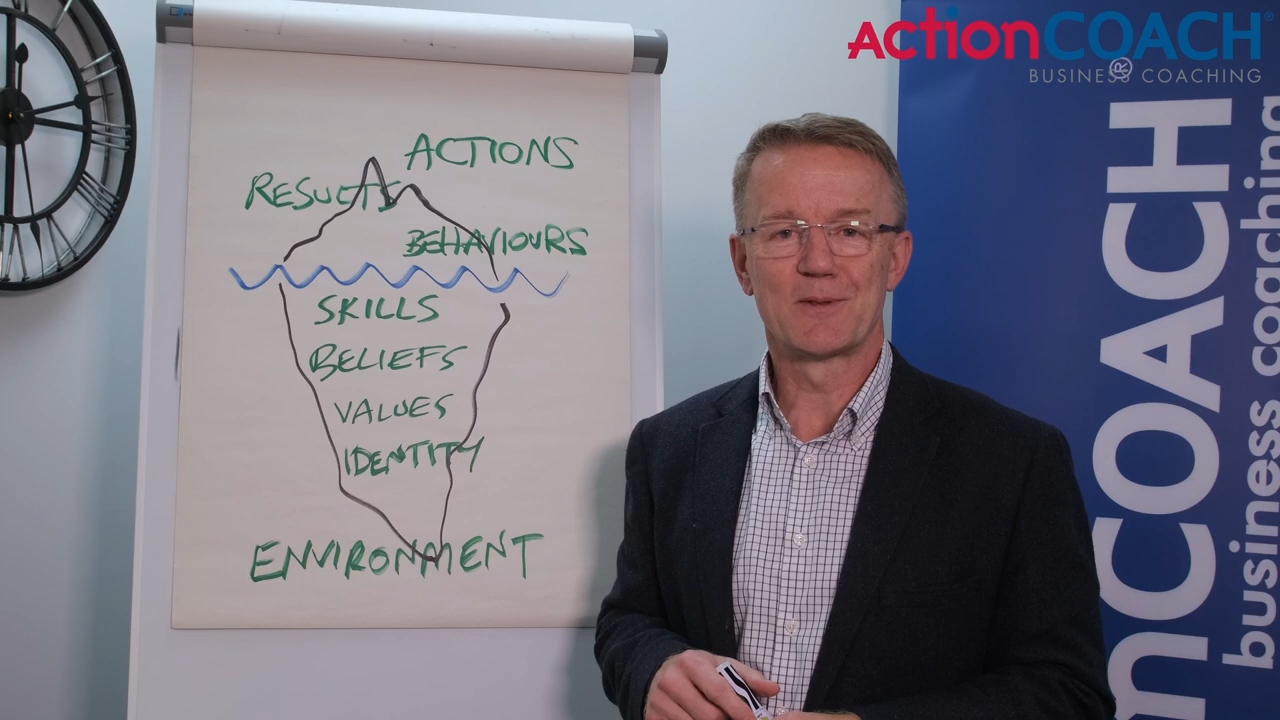 ActionCOACH®
BUSINESS COACHING
ACTIONS
RESULTS
BEHAVIOURS
SKILLS
BELIEFS
VALUES
IDENTITY
ENVIRONMENT
nCOACH®
business coaching